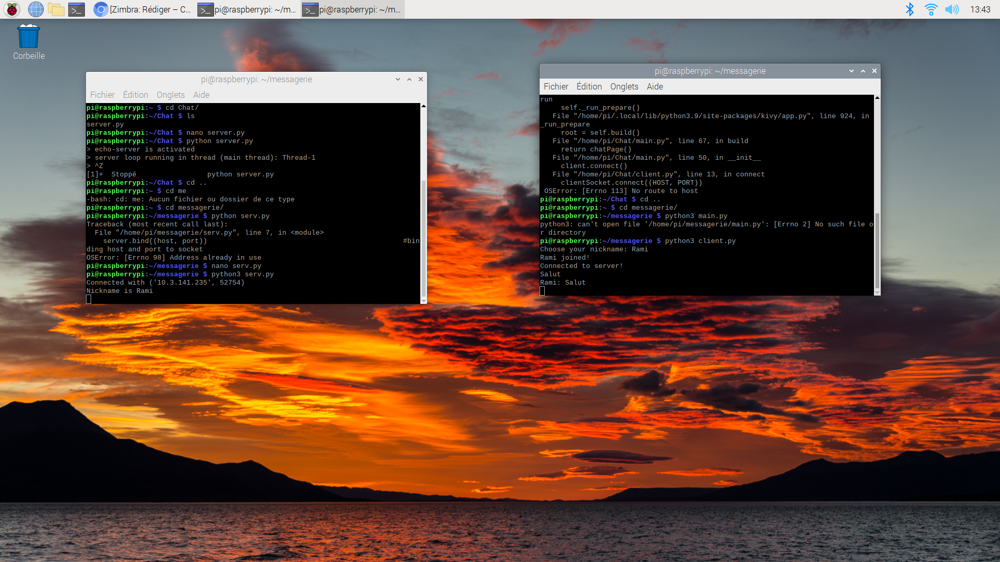 [Zimbra: Rédiger – C...
pi@raspberrypi: ~/m...
pi@raspberrypi: ~/m...
13:43
Corbeille
pi@raspberrypi: ~/messagerie
Fichier Édition Onglets Aide
pi@raspberrypi:~ $ cd Chat/
pi@raspberrypi:~/Chat $ ls
server.py
pi@raspberrypi:~/Chat $ nano server.py
pi@raspberrypi:~/Chat $ python server.py
> echo-server is activated
> server loop running in thread (main thread): Thread-1
> ^Z
[1]+  Stoppé                 python server.py
pi@raspberrypi:~/Chat $ cd ..
pi@raspberrypi:~ $ cd me
-bash: cd: me: Aucun fichier ou dossier de ce type
pi@raspberrypi:~ $ cd messagerie/
pi@raspberrypi:~/messagerie $ python serv.py
Traceback (most recent call last):
  File "/home/pi/messagerie/serv.py", line 7, in <module>
    server.bind((host, port))                                               #bin
ding host and port to socket
OSError: [Errno 98] Address already in use
pi@raspberrypi:~/messagerie $ nano serv.py
pi@raspberrypi:~/messagerie $ python3 serv.py
Connected with ('10.3.141.235', 52754)
Nickname is Rami
pi@raspberrypi: ~/messagerie
Fichier Édition Onglets Aide
run
     self._run_prepare()
   File "/home/pi/.local/lib/python3.9/site-packages/kivy/app.py", line 924, in
_run_prepare
     root = self.build()
   File "/home/pi/Chat/main.py", line 67, in build
     return chatPage()
   File "/home/pi/Chat/main.py", line 50, in __init__
     client.connect()
   File "/home/pi/Chat/client.py", line 13, in connect
     clientSocket.connect((HOST, PORT))
 OSError: [Errno 113] No route to host
pi@raspberrypi:~/Chat $ cd ..
pi@raspberrypi:~ $ cd messagerie/
pi@raspberrypi:~/messagerie $ python3 main.py
python3: can't open file '/home/pi/messagerie/main.py': [Errno 2] No such file o
r directory
pi@raspberrypi:~/messagerie $ python3 client.py
Choose your nickname: Rami
Rami joined!
Connected to server!
Salut
Rami: Salut